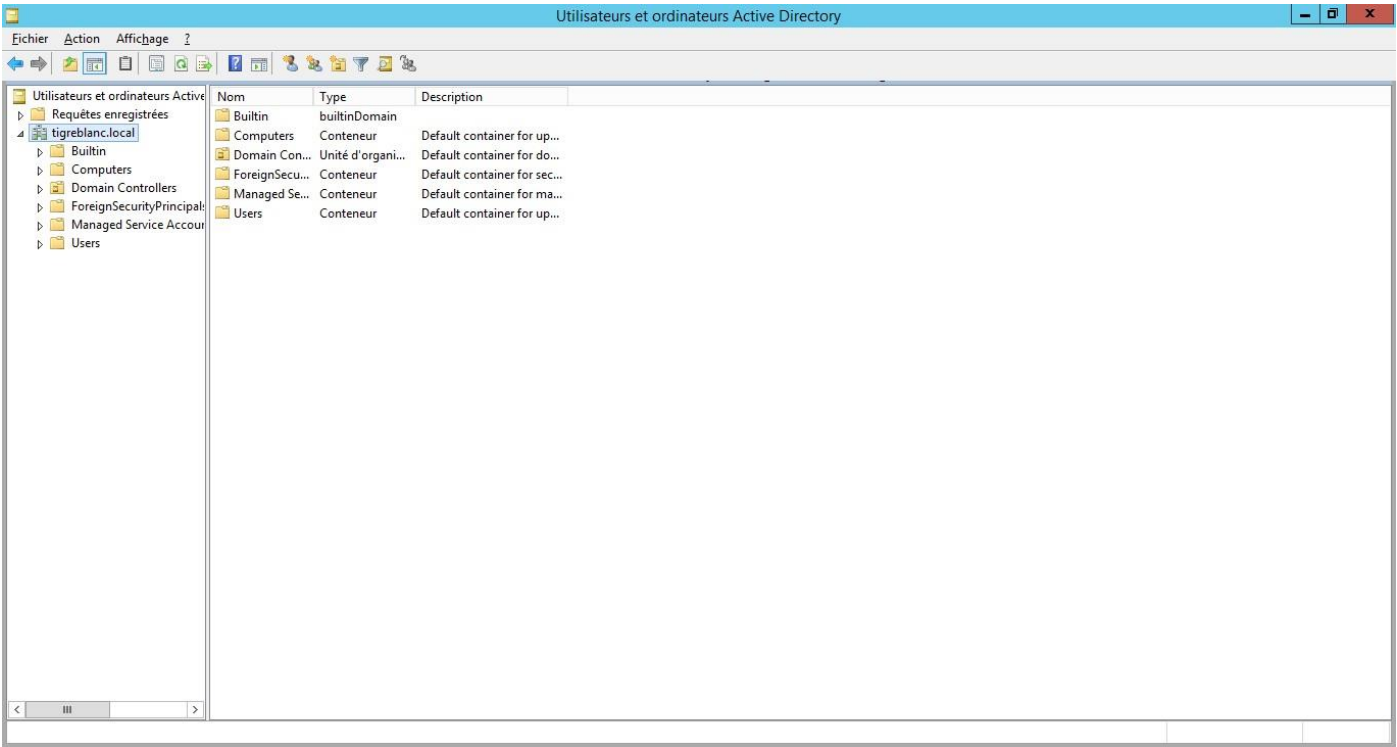 Utilisateurs et ordinateurs Active Directory
Fichier Action Affichage ?
Utilisateurs et ordinateurs Active
Requêtes enregistrées
tigreblanc.local
Builtin
Computers
Domain Controllers
ForeignSecurityPrincipals
Managed Service Accour
Users
Nom Type Description
Builtin builtinDomain
Computers Conteneur Default container for up...
Domain Con... Unité d'organi... Default container for do...
ForeignSecu... Conteneur Default container for sec...
Managed Se... Conteneur Default container for ma...
Users Conteneur Default container for up...